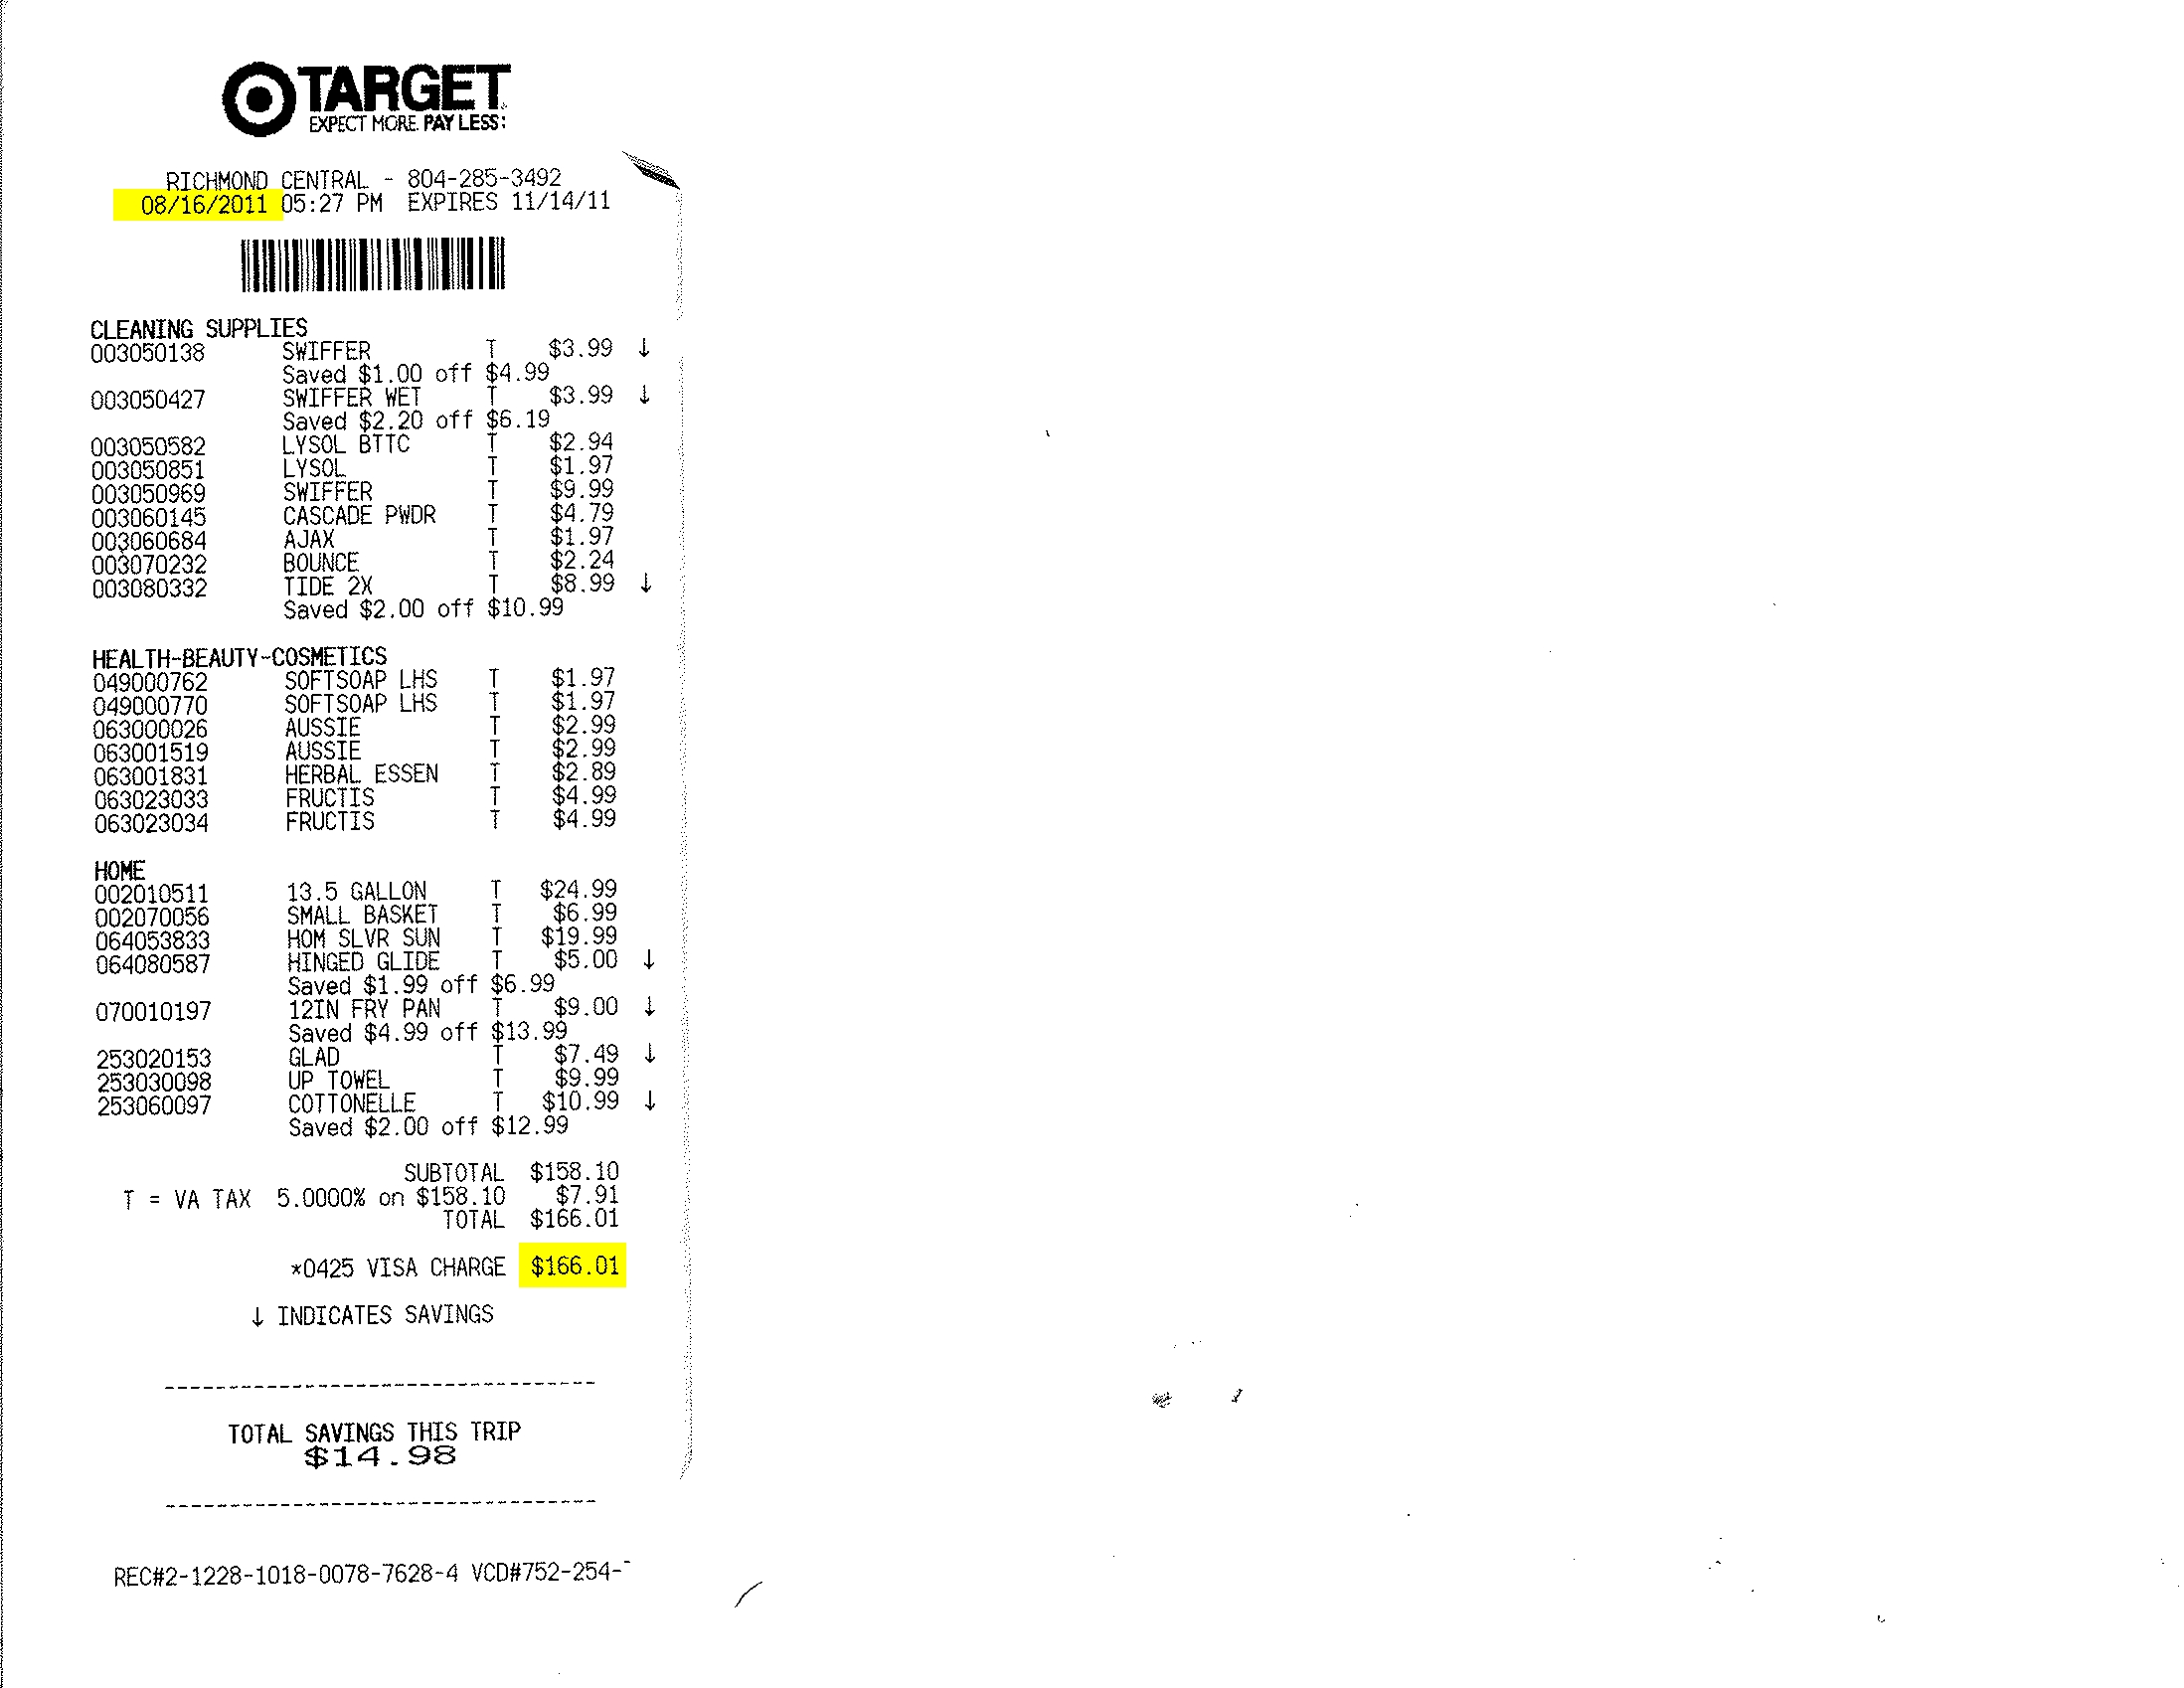 TARGET
EXPECT MORE. PAY LESS.
RICHMOND CENTRAL - 804-285-3492
08/16/2011 05:27 PM EXPIRES 11/14/11
CLEANING SUPPLIES
003050138 SWIFFER T $3.99 ↓
Saved $1.00 off $4.99
003050427 SWIFFER WET T $3.99 ↓
Saved $2.20 off $6.19
003050582 LYSOL BTTC T $2.94
003050851 LYSOL T $1.97
003050969 SWIFFER T $9.99
003060145 CASCADE PWDR T $4.79
003060684 AJAX T $1.97
003070232 BOUNCE T $2.24
003080332 TIDE 2X T $8.99 ↓
Saved $2.00 off $10.99
HEALTH-BEAUTY-COSMETICS
049000762 SOFTSOAP LHS T $1.97
049000770 SOFTSOAP LHS T $1.97
063000026 AUSSIE T $2.99
063001519 AUSSIE T $2.99
063001831 HERBAL ESSEN T $2.89
063023033 FRUCTIS T $4.99
063023034 FRUCTIS T $4.99
HOME
002010511 13.5 GALLON T $24.99
002070056 SMALL BASKET T $6.99
064053833 HOM SLVR SUN T $19.99
064080587 HINGED GLIDE T $5.00 ↓
Saved $1.99 off $6.99
070010197 12IN FRY PAN T $9.00 ↓
Saved $4.99 off $13.99
253020153 GLAD T $7.49 ↓
253030098 UP TOWEL T $9.99
253060097 COTTONELLE T $10.99 ↓
Saved $2.00 off $12.99
SUBTOTAL $158.10
T = VA TAX 5.0000% on $158.10 $7.91
TOTAL $166.01
*0425 VISA CHARGE $166.01
↓ INDICATES SAVINGS
TOTAL SAVINGS THIS TRIP
$14.98
REC#2-1228-1018-0078-7628-4 VCD#752-254-